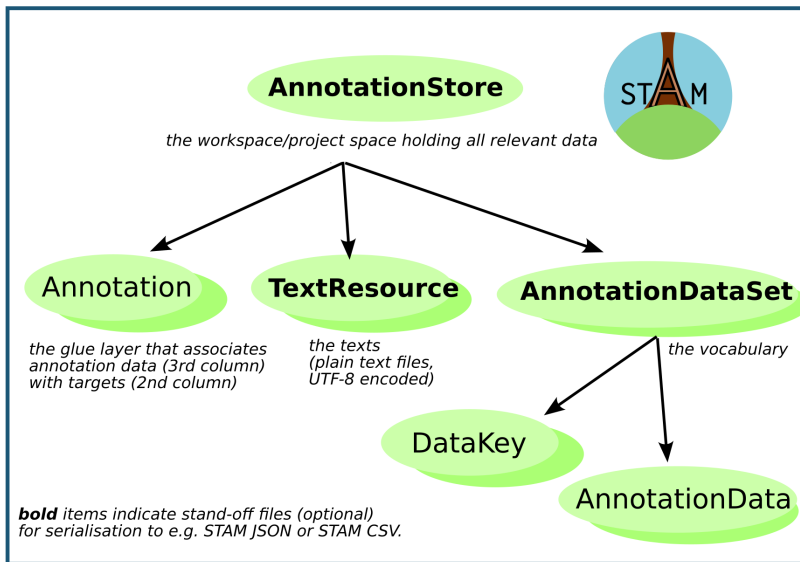 AnnotationStore
STAM
the workspace/project space holding all relevant data
Annotation
TextResource
AnnotationDataSet
the glue layer that associates
annotation data (3rd column)
with targets (2nd column)
the texts
(plain text files,
UTF-8 encoded)
the vocabulary
DataKey
AnnotationData
bold items indicate stand-off files (optional)
for serialisation to e.g. STAM JSON or STAM CSV.